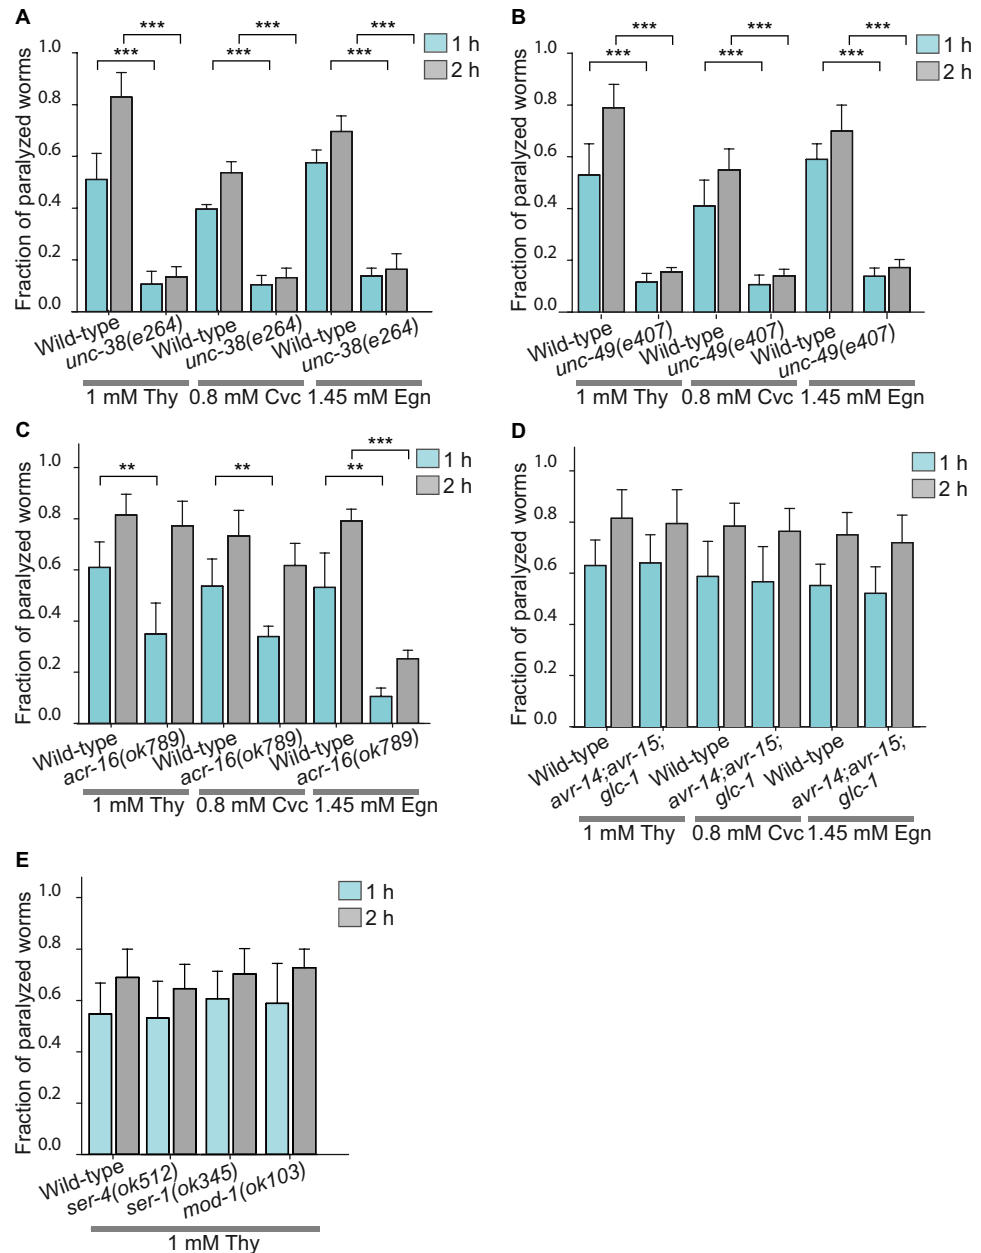 A
*** *** ***
*** *** ***
1 h
2 h
Fraction of paralyzed worms
1.0
0.8
0.6
0.4
0.2
0.0
Wild-type unc-38(e264) Wild-type unc-38(e264) Wild-type unc-38(e264)
1 mM Thy 0.8 mM Cvc 1.45 mM Egn
B
*** *** ***
*** *** ***
1 h
2 h
Fraction of paralyzed worms
1.0
0.8
0.6
0.4
0.2
0.0
Wild-type unc-49(e407) Wild-type unc-49(e407) Wild-type unc-49(e407)
1 mM Thy 0.8 mM Cvc 1.45 mM Egn
C
***
** ** **
1 h
2 h
Fraction of paralyzed worms
1.0
0.8
0.6
0.4
0.2
0.0
Wild-type acr-16(ok789) Wild-type acr-16(ok789) Wild-type acr-16(ok789)
1 mM Thy 0.8 mM Cvc 1.45 mM Egn
D
1 h
2 h
Fraction of paralyzed worms
1.0
0.8
0.6
0.4
0.2
0.0
Wild-type avr-14;avr-15; glc-1 Wild-type avr-14;avr-15; glc-1 Wild-type avr-14;avr-15; glc-1
1 mM Thy 0.8 mM Cvc 1.45 mM Egn
E
1 h
2 h
Fraction of paralyzed worms
1.0
0.8
0.6
0.4
0.2
0.0
Wild-type ser-4(ok512) ser-1(ok345) mod-1(ok103)
1 mM Thy